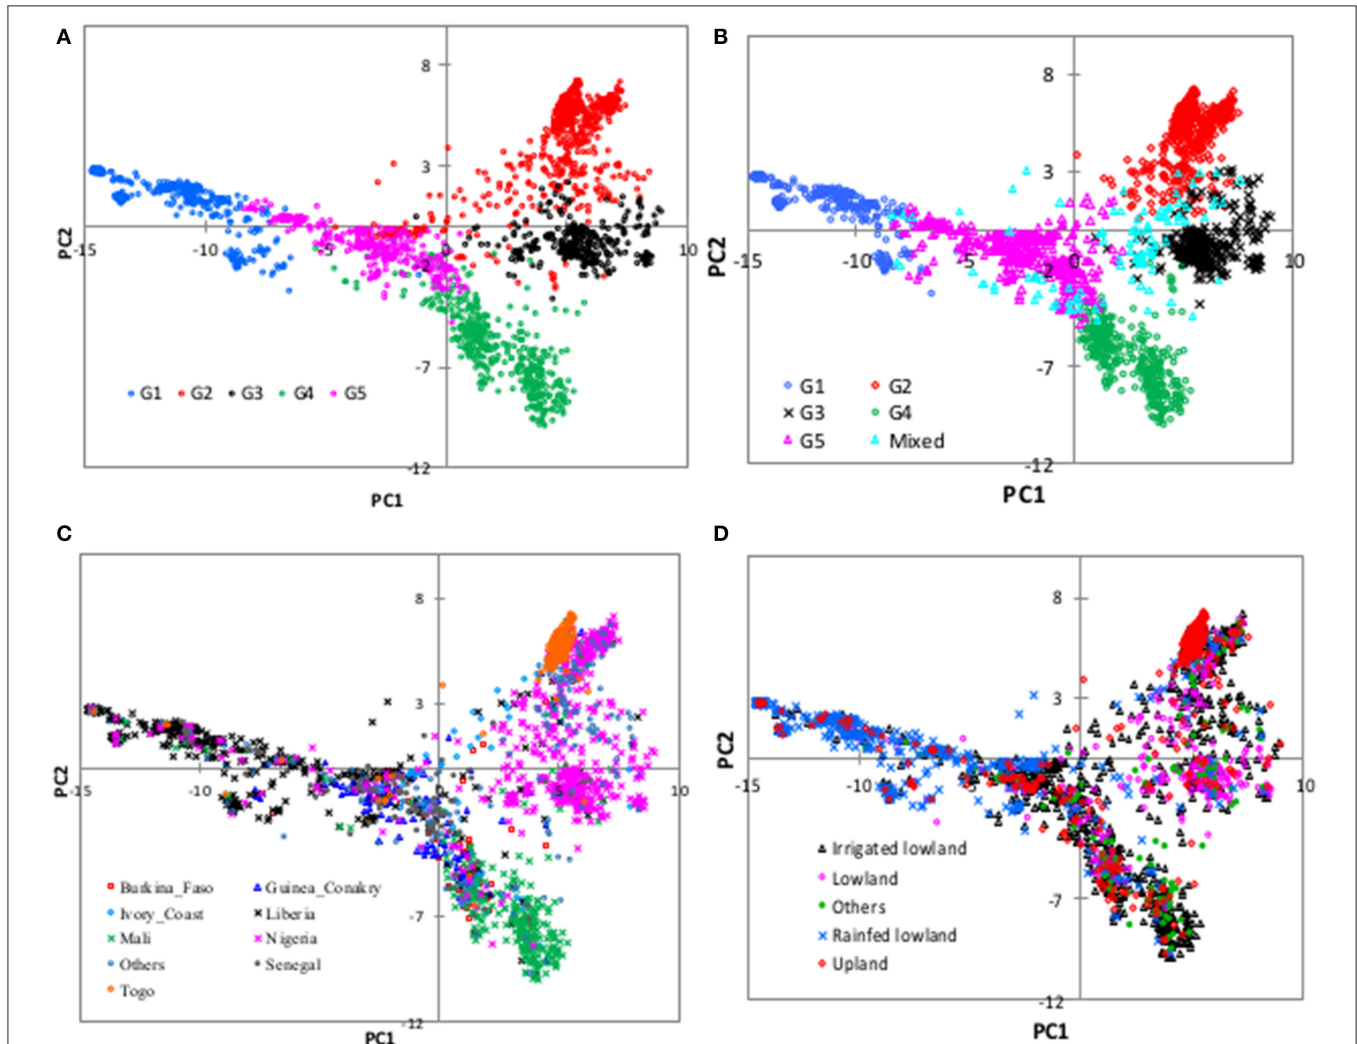 A
8
3
PC2
-15
-10
-5
0
10
-2
-7
G1 G2 G3 G4 G5
-12
PC1
B
8
3
PC2
-15
-10
-5
0
10
-2
-7
G1 G2
G3 G4
G5 Mixed
-12
PC1
C
8
3
PC2
-15
-10
-5
0
10
-7
Burkina_Faso Guinea_Conakry
Ivory_Coast Liberia
Mali Nigeria
Others Senegal
Togo
-12
PC1
D
8
3
PC2
-15
-10
-5
10
-7
Irrigated lowland
Lowland
Others
Rainfed lowland
Upland
-12
PC1